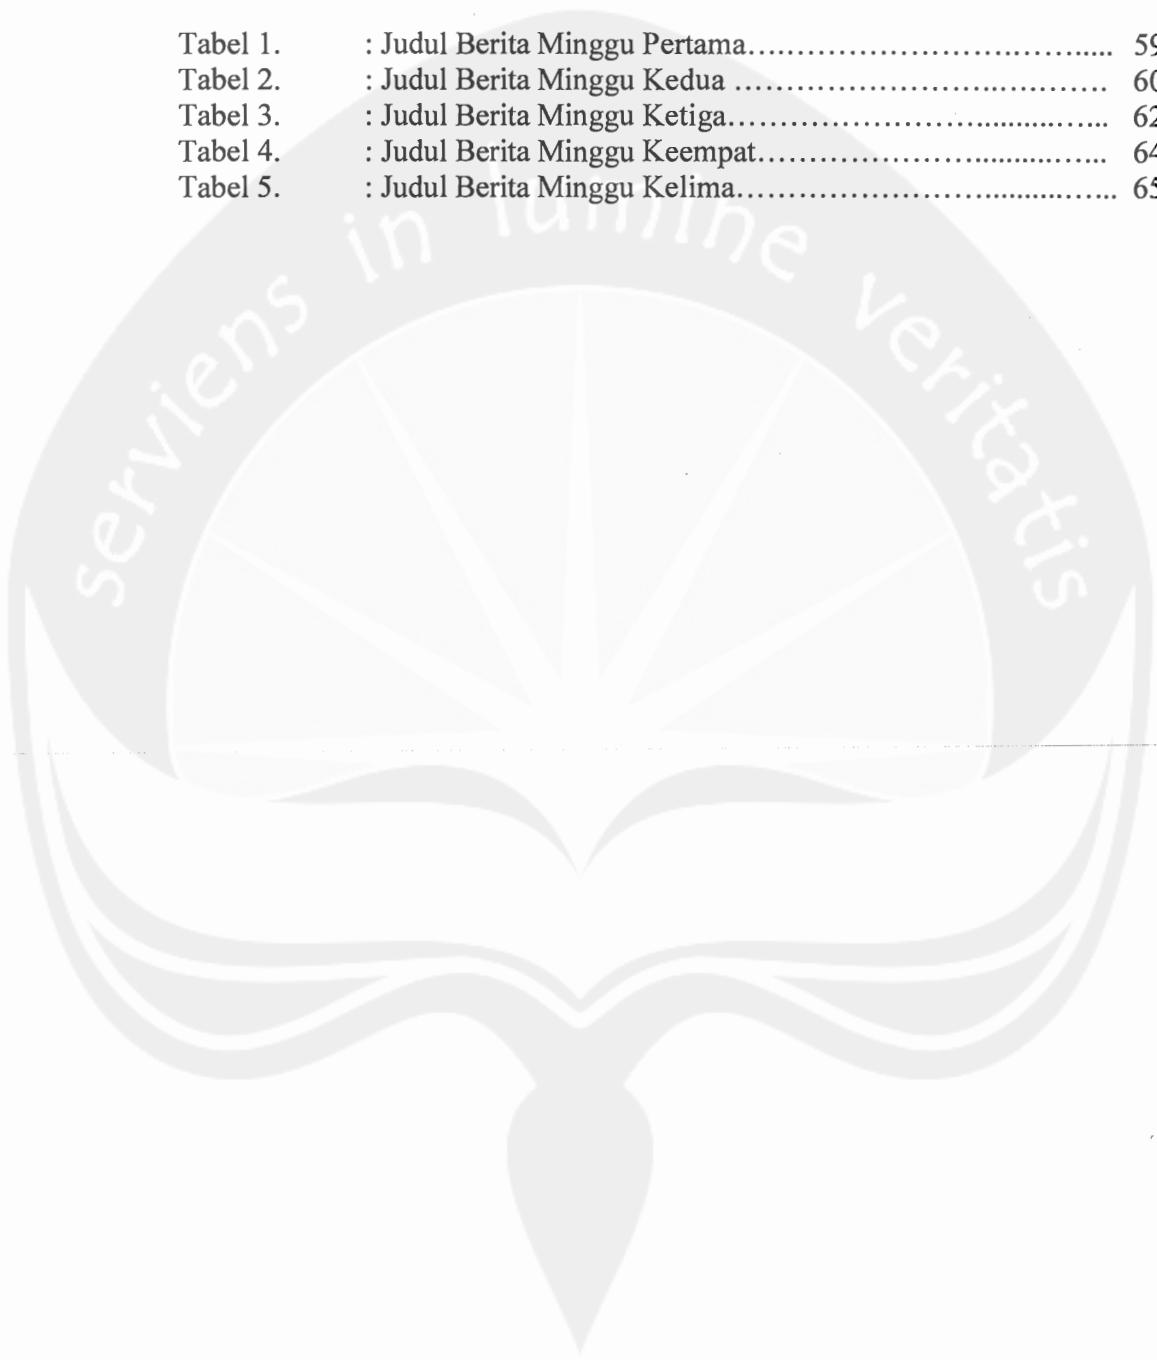 Tabel 1. : Judul Berita Minggu Pertama................................... 59
Tabel 2. : Judul Berita Minggu Kedua ................................... 60
Tabel 3. : Judul Berita Minggu Ketiga................................... 62
Tabel 4. : Judul Berita Minggu Keempat................................... 64
Tabel 5. : Judul Berita Minggu Kelima................................... 65
serviens in lumine veritatis